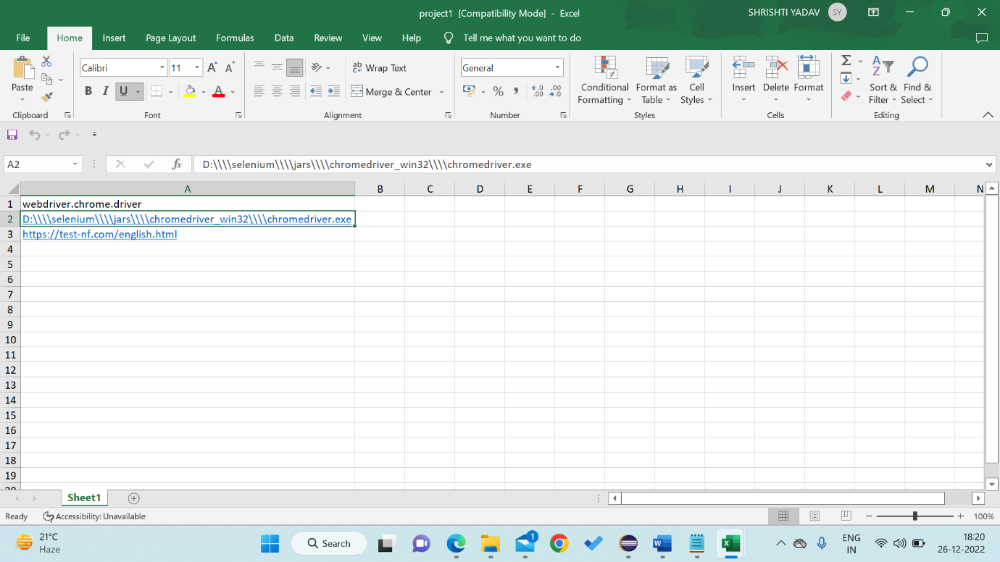 project1 [Compatibility Mode] - Excel
SHRISHTI YADAV SY
File Home Insert Page Layout Formulas Data Review View Help Tell me what you want to do
Paste
Calibri 11
B I U
Wrap Text
Merge & Center
General
% ,
Conditional Formatting
Format as Table
Cell Styles
Insert Delete Format
Sort & Filter
Find & Select
Clipboard Font Alignment Number Styles Cells Editing
A2 fx D:\\\\selenium\\\\jars\\\\chromedriver_win32\\\\chromedriver.exe
A B C D E F G H I J K L M N
1 webdriver.chrome.driver
2 D:\\\\selenium\\\\jars\\\\chromedriver_win32\\\\chromedriver.exe
3 https://test-nf.com/english.html
4
5
6
7
8
9
10
11
12
13
14
15
16
17
18
19
20
Sheet1
Ready Accessibility: Unavailable 100%
21°C
Haze
Search
1
ENG
IN
18:20
26-12-2022